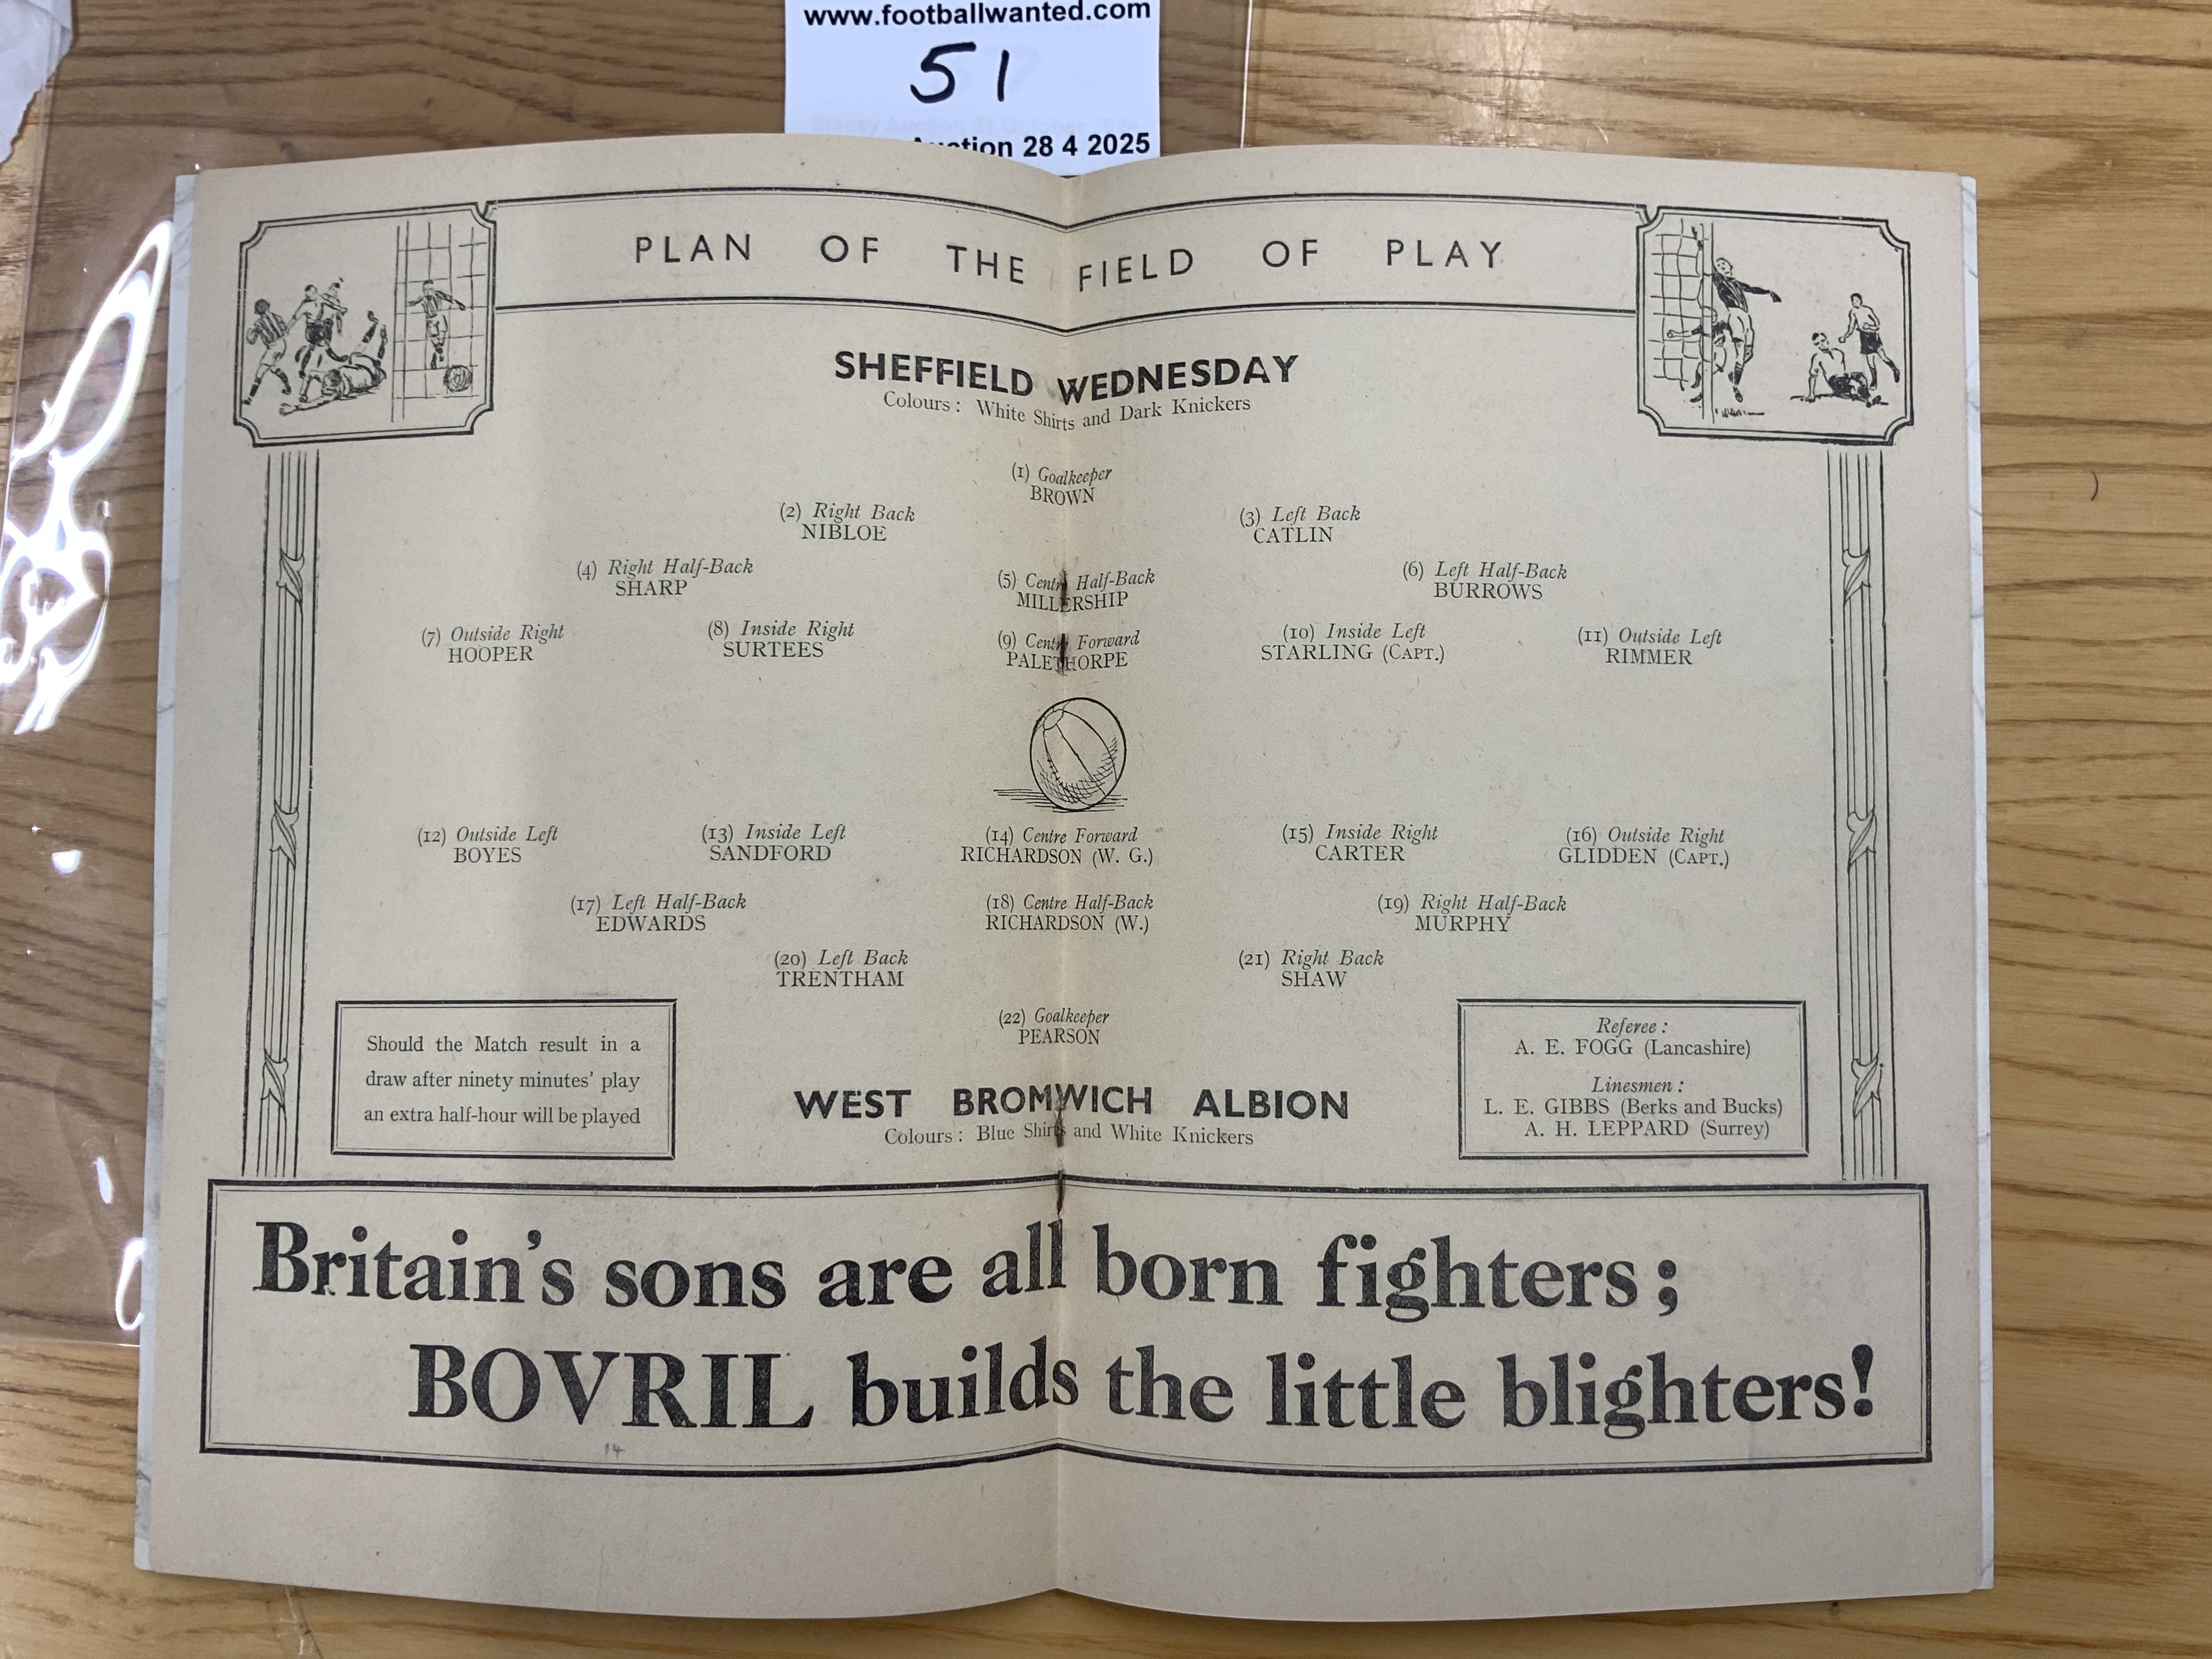 www.footballwanted.com
51
Auction 28 4 2025
PLAN OF THE FIELD OF PLAY
SHEFFIELD WEDNESDAY
Colours: White Shirts and Dark Knickers
(1) Goalkeeper
BROWN
(2) Right Back
NIBLOE
(3) Left Back
CATLIN
(4) Right Half-Back
SHARP
(5) Centre Half-Back
MILLERSHIP
(6) Left Half-Back
BURROWS
(7) Outside Right
HOOPER
(8) Inside Right
SURTEES
(9) Centre Forward
PALETHORPE
(10) Inside Left
STARLING (CAPT.)
(11) Outside Left
RIMMER
(12) Outside Left
BOYES
(13) Inside Left
SANDFORD
(14) Centre Forward
RICHARDSON (W. G.)
(15) Inside Right
CARTER
(16) Outside Right
GLIDDEN (CAPT.)
(17) Left Half-Back
EDWARDS
(18) Centre Half-Back
RICHARDSON (W.)
(19) Right Half-Back
MURPHY
(20) Left Back
TRENTHAM
(21) Right Back
SHAW
(22) Goalkeeper
PEARSON
Should the Match result in a
draw after ninety minutes' play
an extra half-hour will be played
WEST BROMWICH ALBION
Colours: Blue Shirts and White Knickers
Referee:
A. E. FOGG (Lancashire)
Linesmen:
L. E. GIBBS (Berks and Bucks)
A. H. LEPPARD (Surrey)
Britain's sons are all born fighters;
BOVRIL builds the little blighters!
14